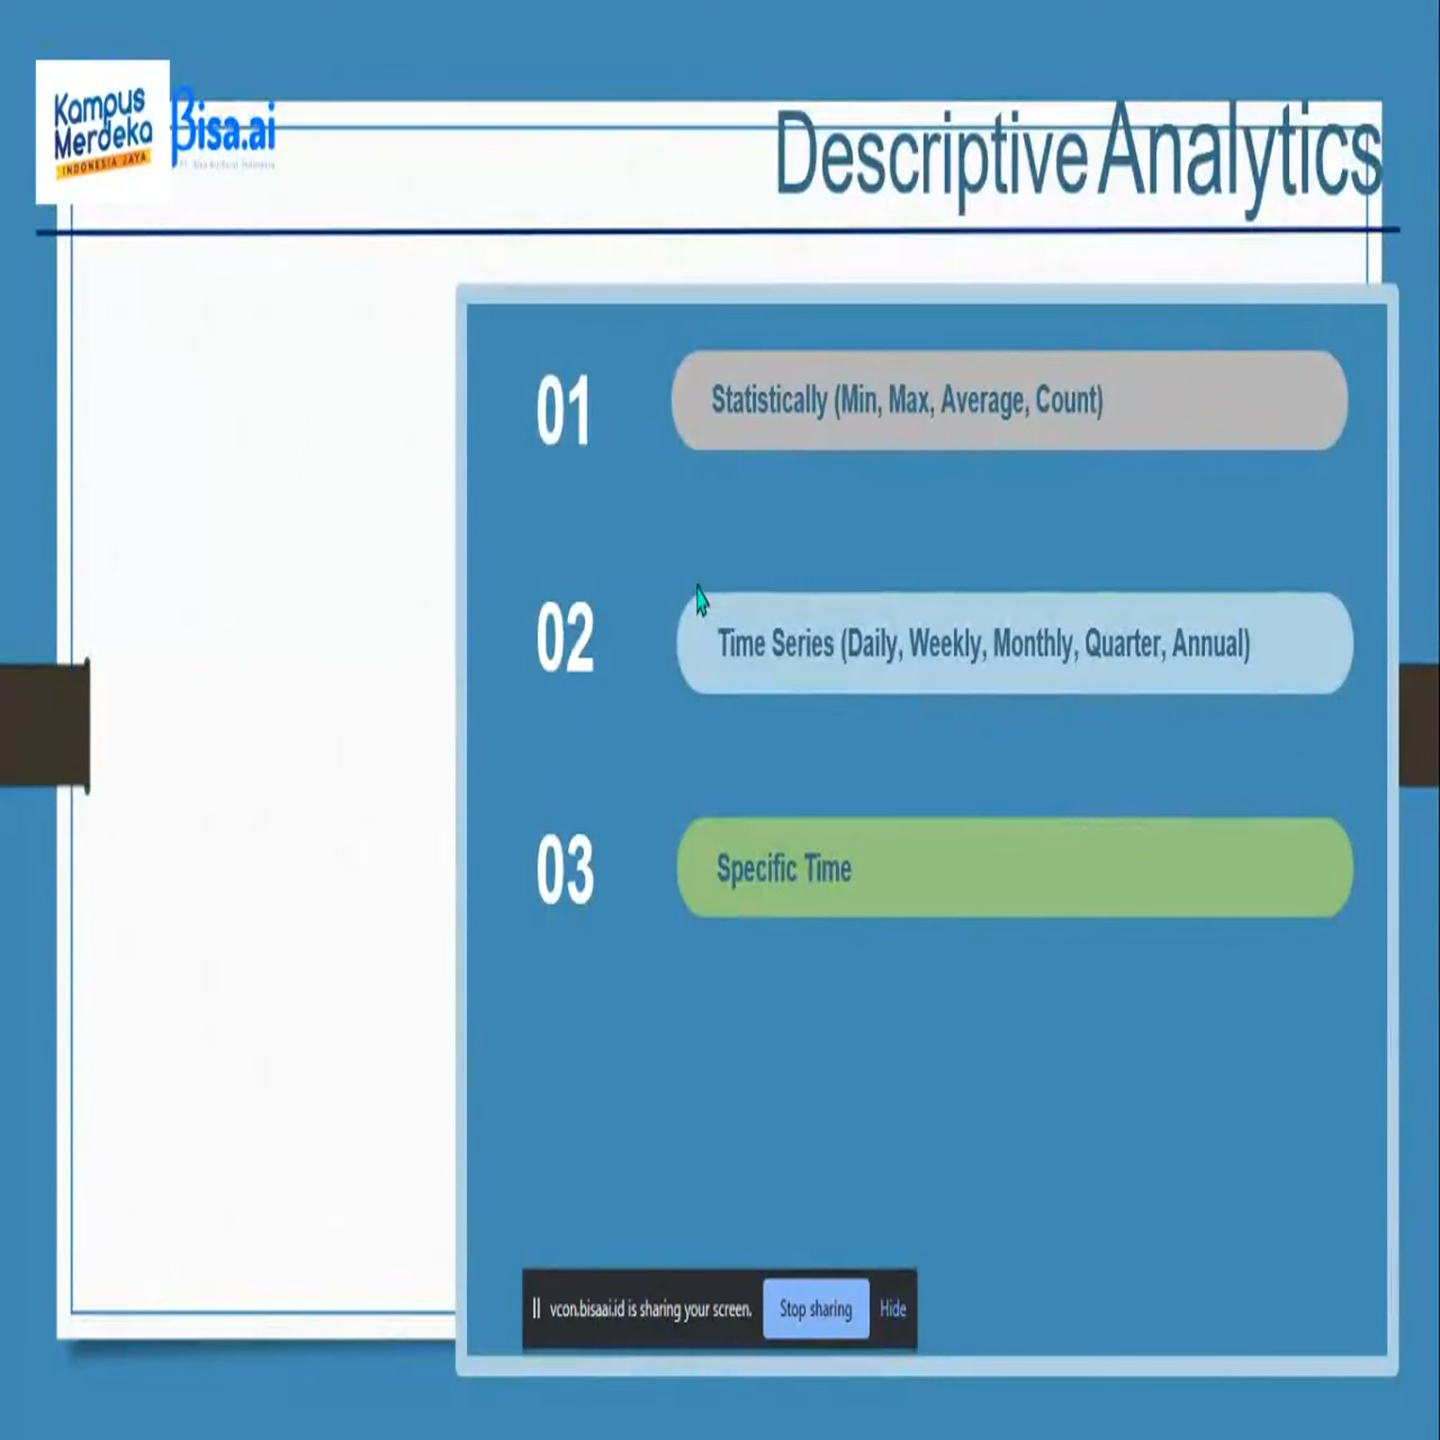 Kampus
Merdeka
INDONESIA JAYA
Bisa.ai
Descriptive Analytics
01
Statistically (Min, Max, Average, Count)
02
Time Series (Daily, Weekly, Monthly, Quarter, Annual)
03
Specific Time
vcon.bisaai.id is sharing your screen.
Stop sharing
Hide